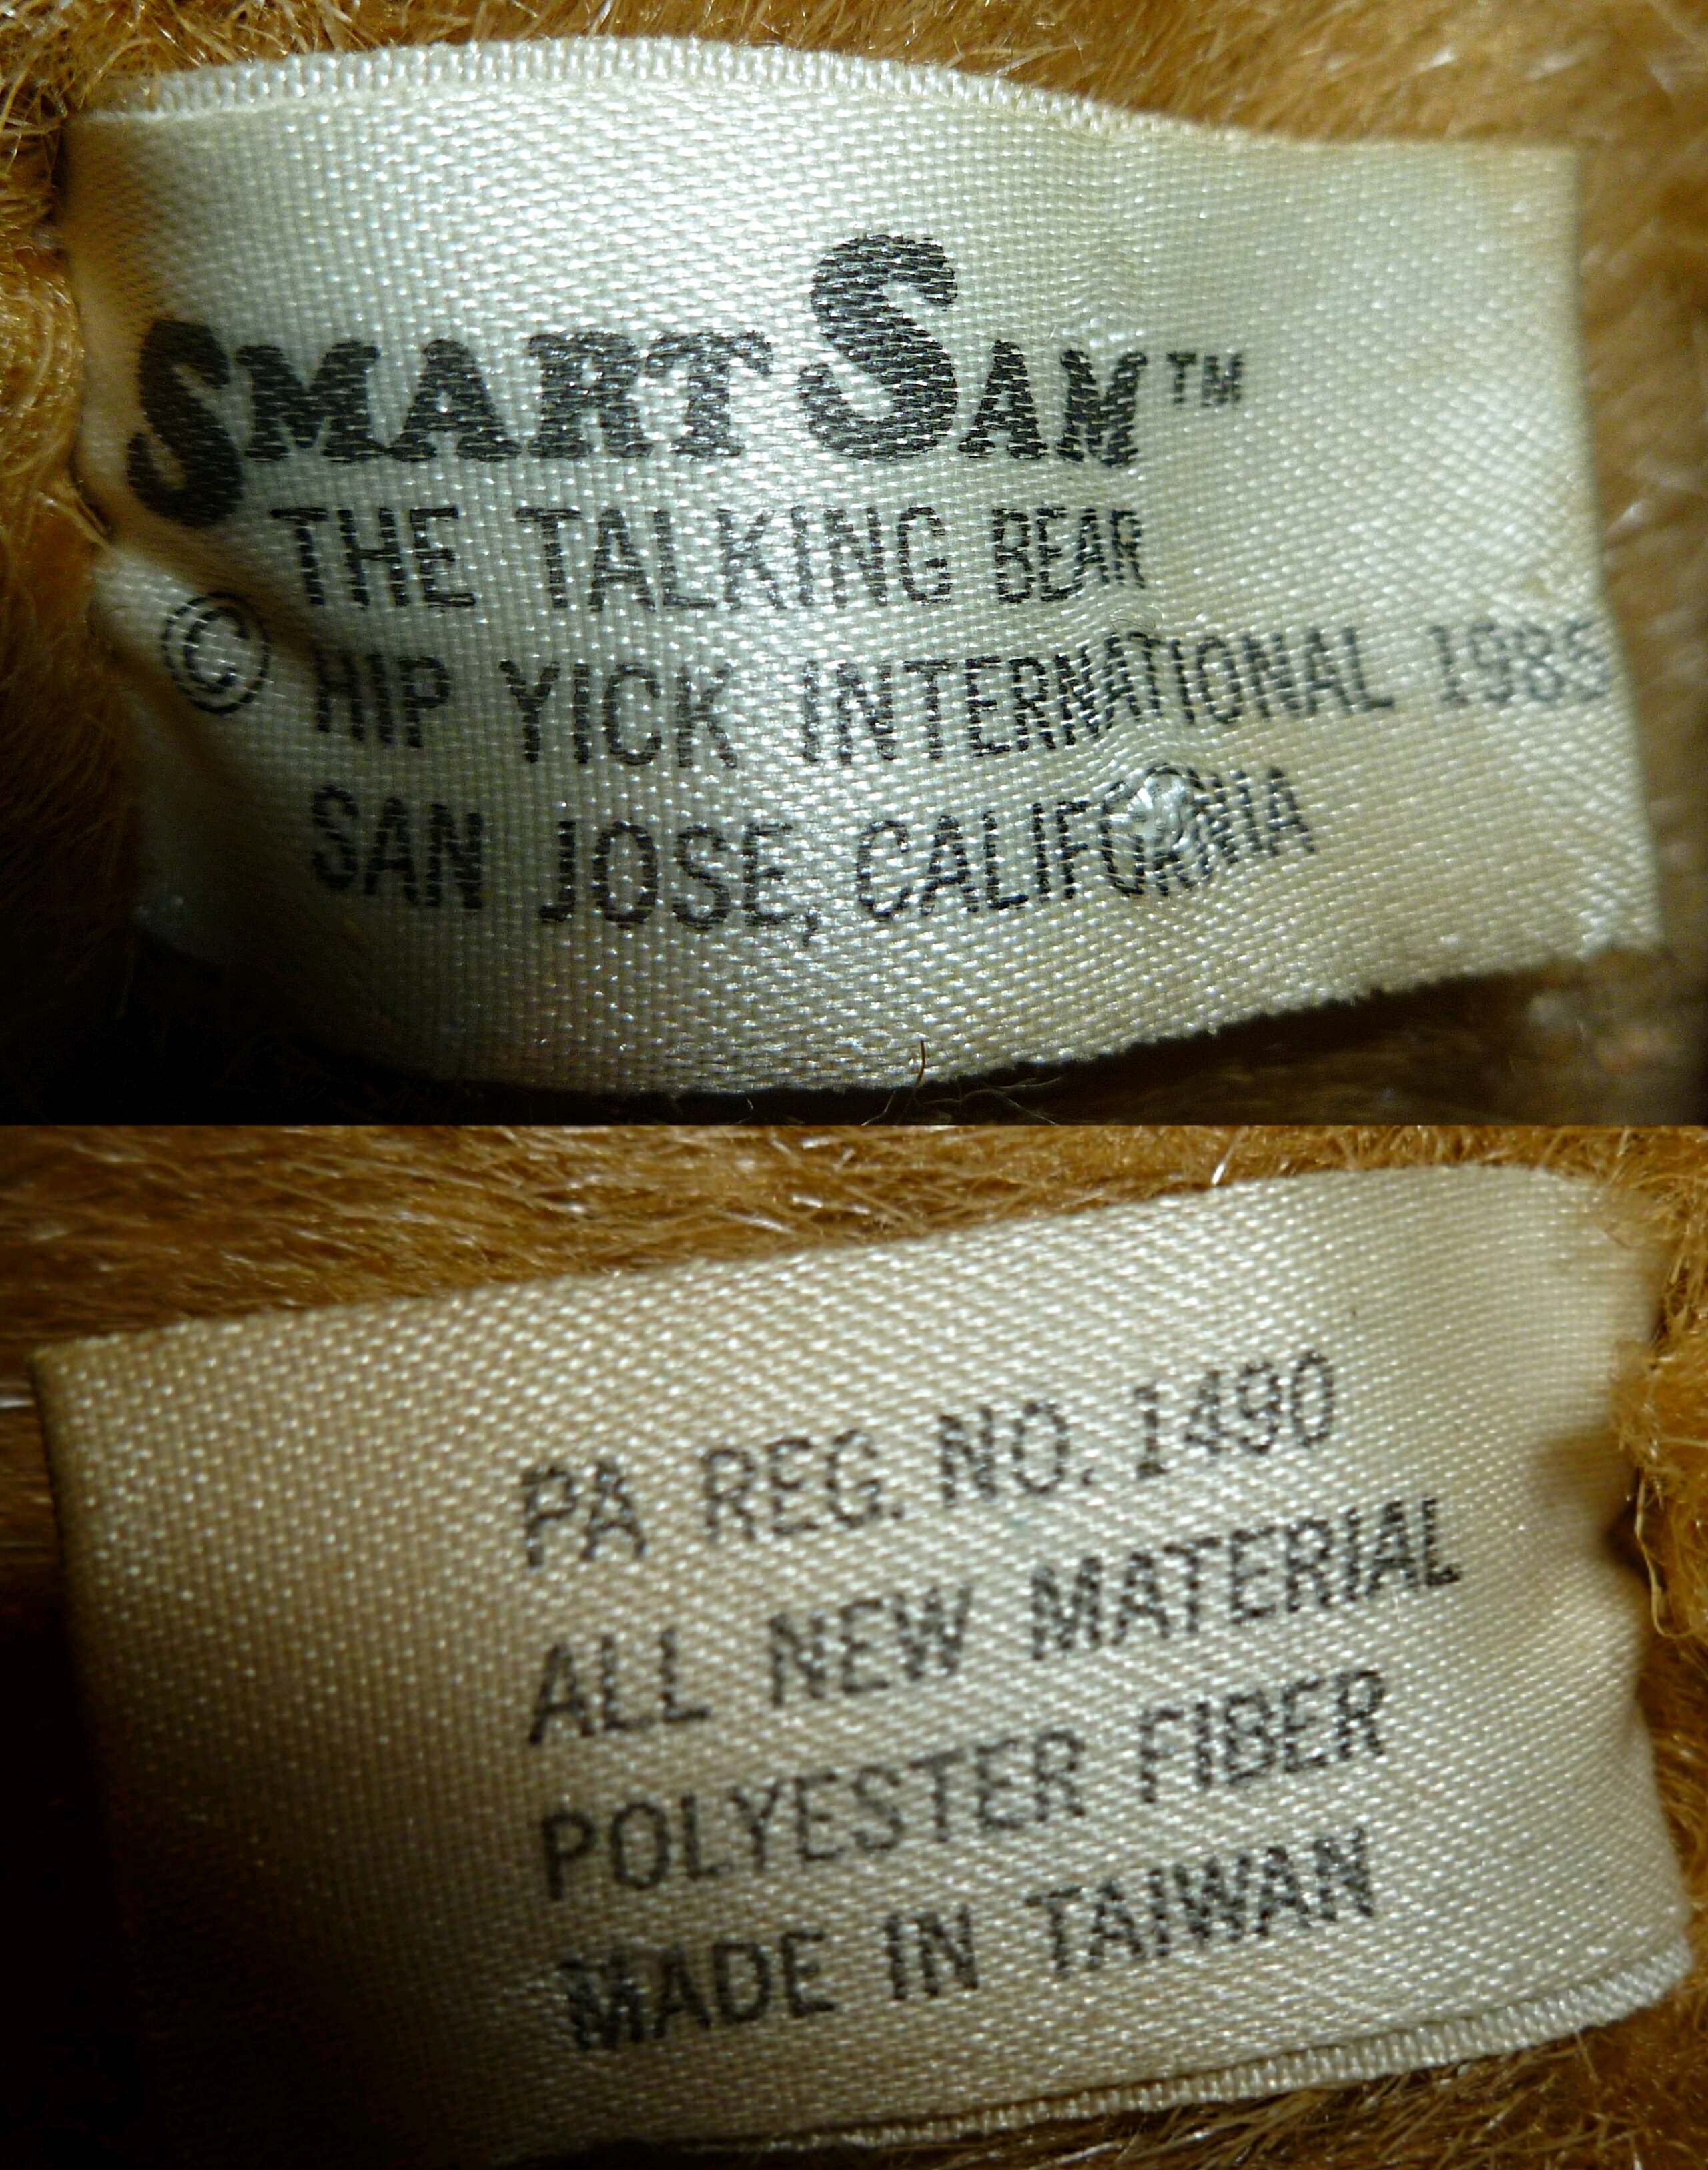 SMART SAM™
THE TALKING BEAR
© HIP YICK INTERNATIONAL
SAN JOSE, CALIFORNIA
PA REG. NO. 1490
ALL NEW MATERIAL
POLYESTER FIBER
MADE IN TAIWAN